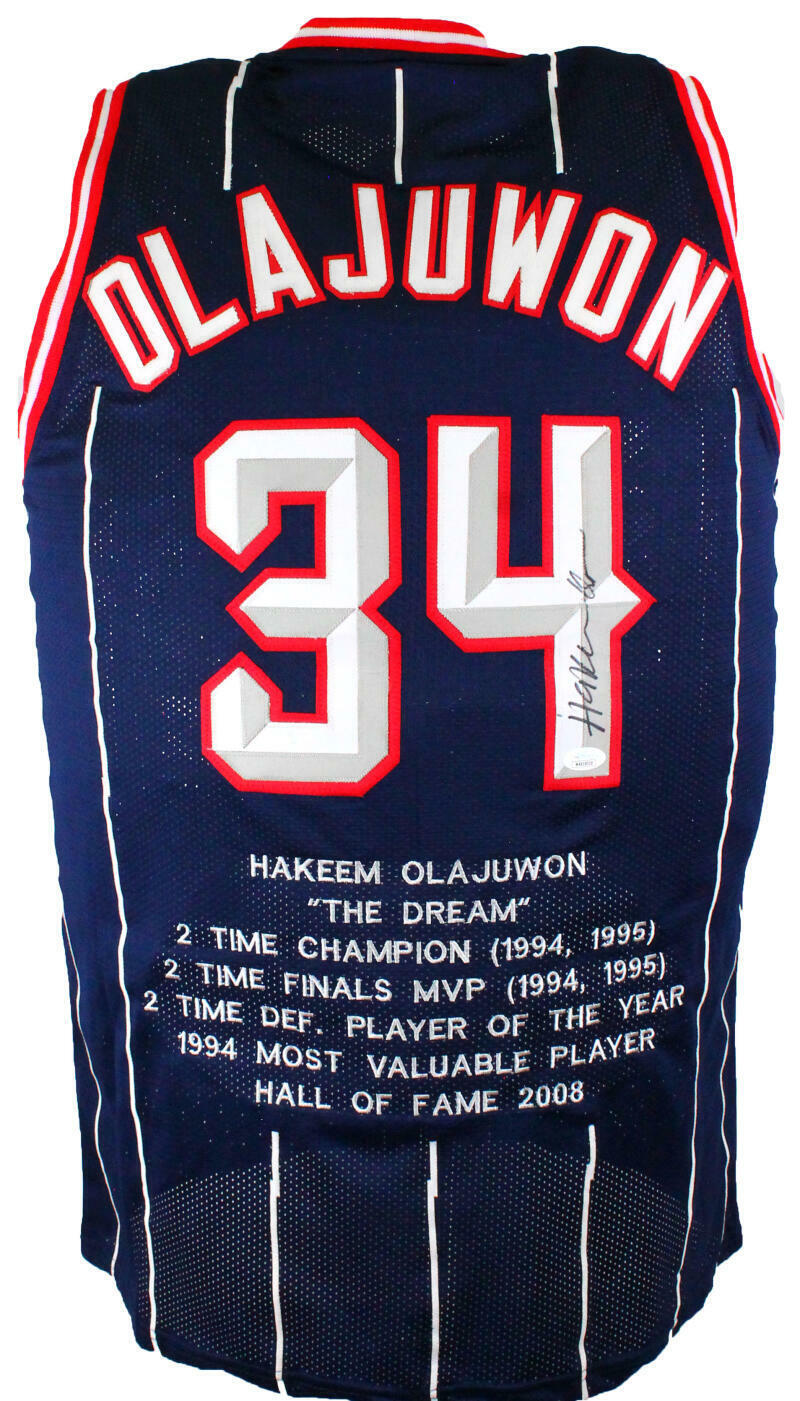 OLAJUWON
34
Hakeem
HAKEEM OLAJUWON
"THE DREAM"
2 TIME CHAMPION (1994, 1995)
2 TIME FINALS MVP (1994, 1995)
2 TIME DEF. PLAYER OF THE YEAR
1994 MOST VALUABLE PLAYER
HALL OF FAME 2008